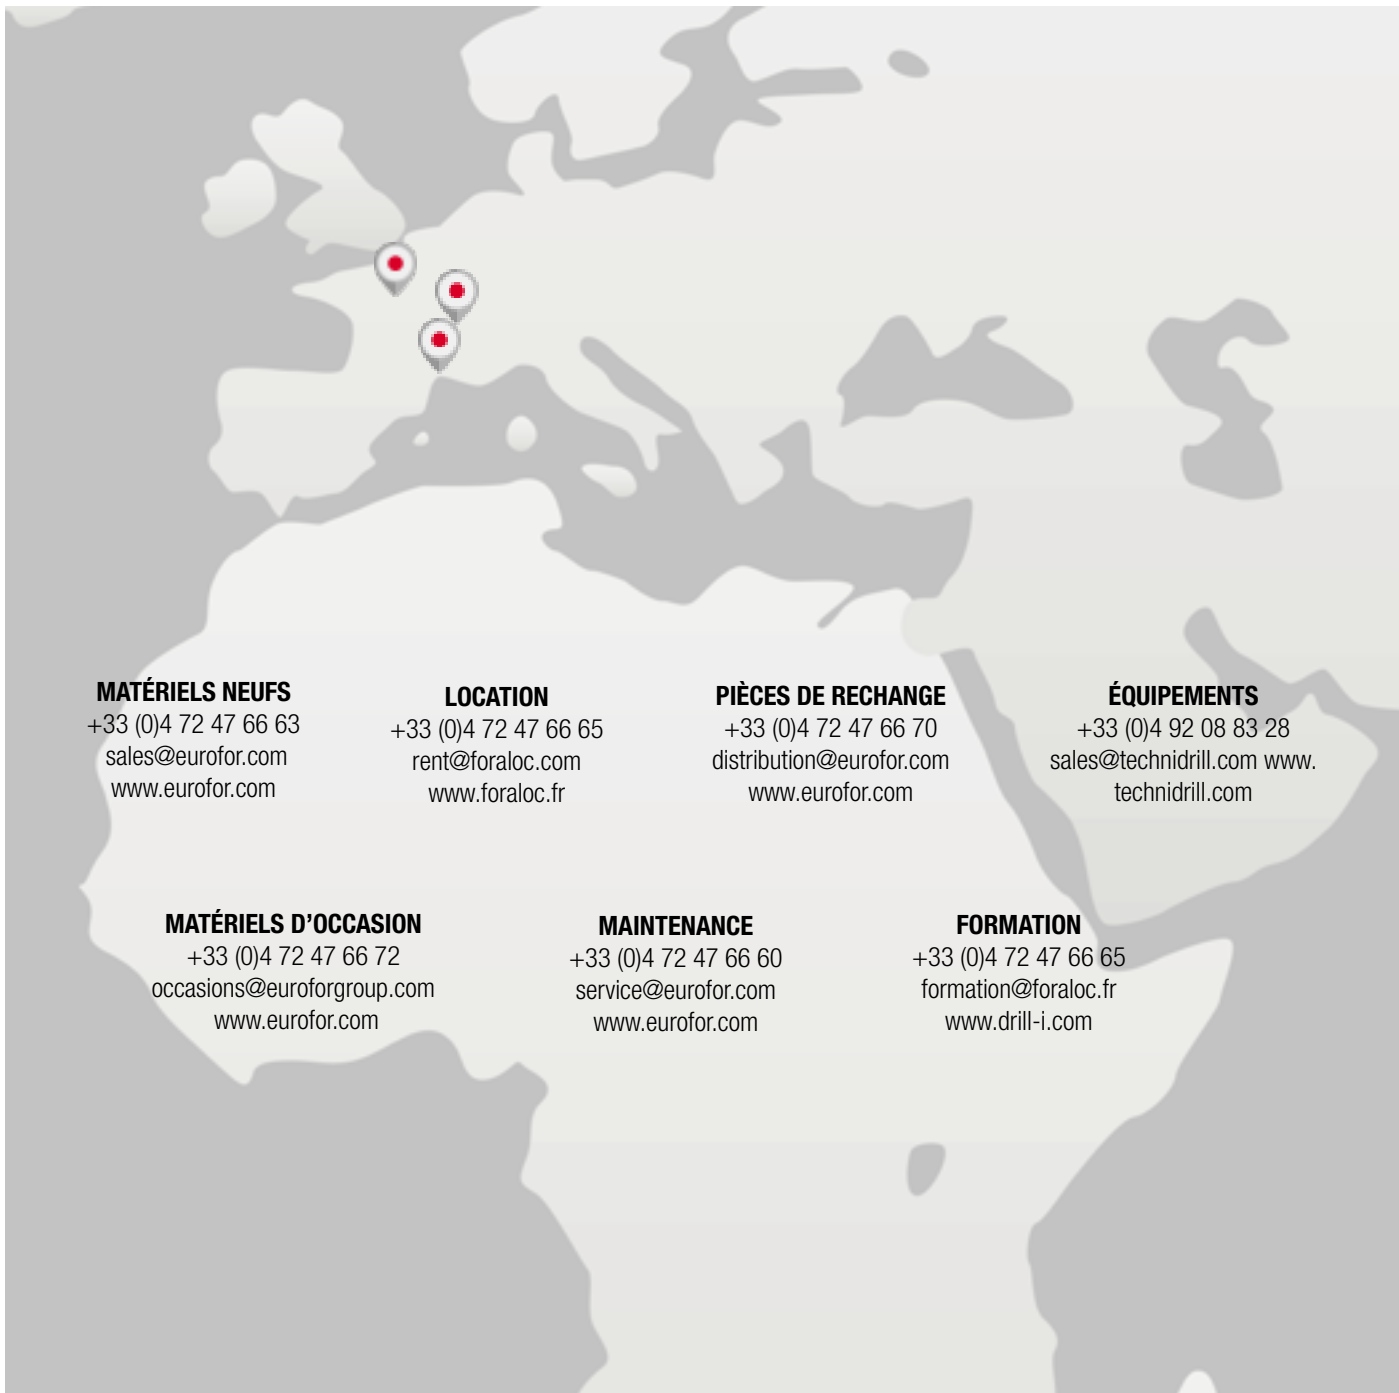 MATÉRIELS NEUFS
+33 (0)4 72 47 66 63
sales@eurofor.com
www.eurofor.com
LOCATION
+33 (0)4 72 47 66 65
rent@foraloc.com
www.foraloc.fr
PIÈCES DE RECHANGE
+33 (0)4 72 47 66 70
distribution@eurofor.com
www.eurofor.com
ÉQUIPEMENTS
+33 (0)4 92 08 83 28
sales@technidrill.com www.
technidrill.com
MATÉRIELS D’OCCASION
+33 (0)4 72 47 66 72
occasions@euroforgroup.com
www.eurofor.com
MAINTENANCE
+33 (0)4 72 47 66 60
service@eurofor.com
www.eurofor.com
FORMATION
+33 (0)4 72 47 66 65
formation@foraloc.fr
www.drill-i.com